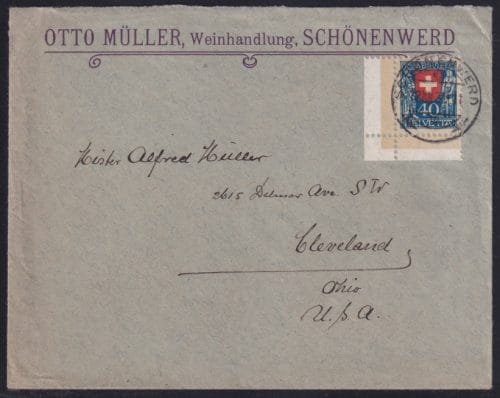 OTTO MÜLLER, Weinhandlung, SCHÖNENWERD
HELVETIA
40
Mister Alfred Müller
2615 Delmar Ave. S W
Cleveland
Ohio
U.S.A.